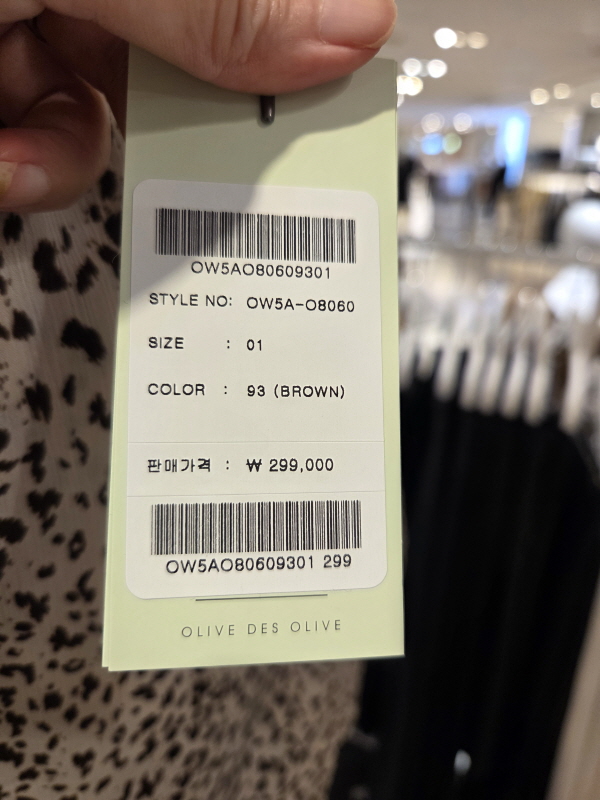 OW5AO80609301
STYLE NO: OW5A-O8060
SIZE : 01
COLOR : 93 (BROWN)
판매가격 : ₩ 299,000
OW5AO80609301 299
OLIVE DES OLIVE